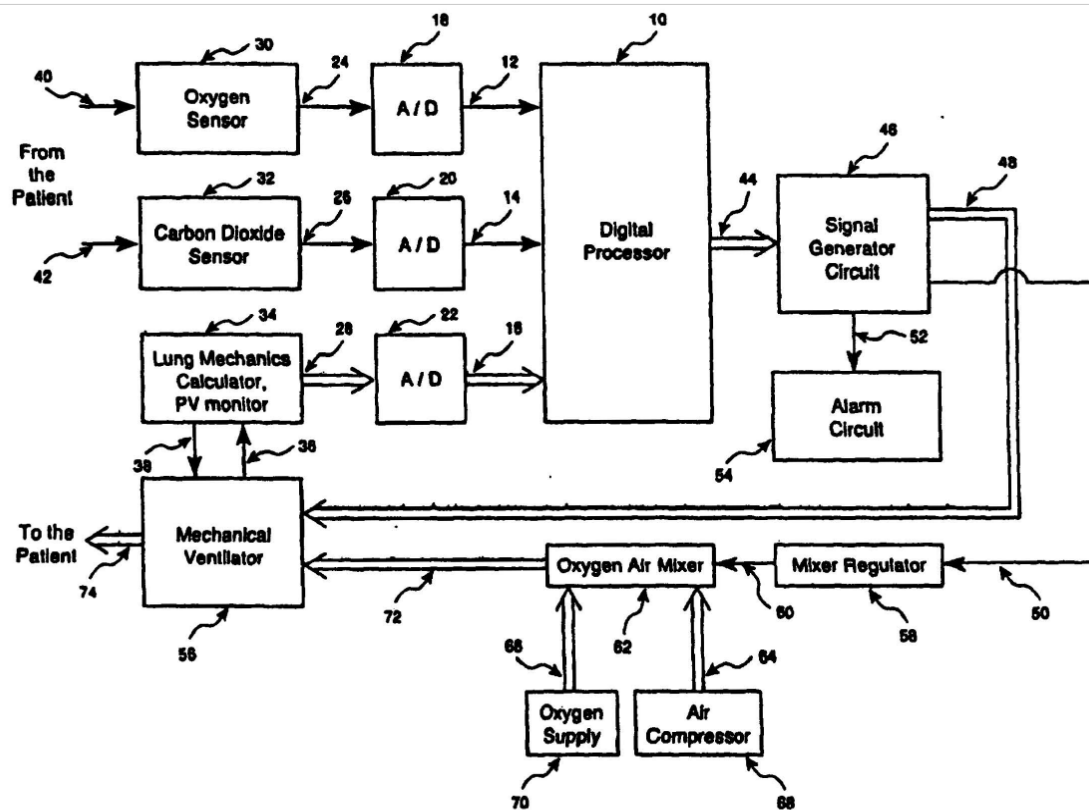 18
10
30
24
12
40
Oxygen
Sensor
A / D
46
From
the
Patient
32
20
48
26
14
44
Carbon Dioxide
Sensor
A / D
Digital
Processor
Signal
Generator
Circuit
42
34
22
28
16
52
Lung Mechanics
Calculator,
PV monitor
A / D
Alarm
Circuit
38
36
54
To the
Patient
Mechanical
Ventilator
Oxygen Air Mixer
Mixer Regulator
74
72
60
50
56
62
58
66
64
Oxygen
Supply
Air
Compressor
70
68